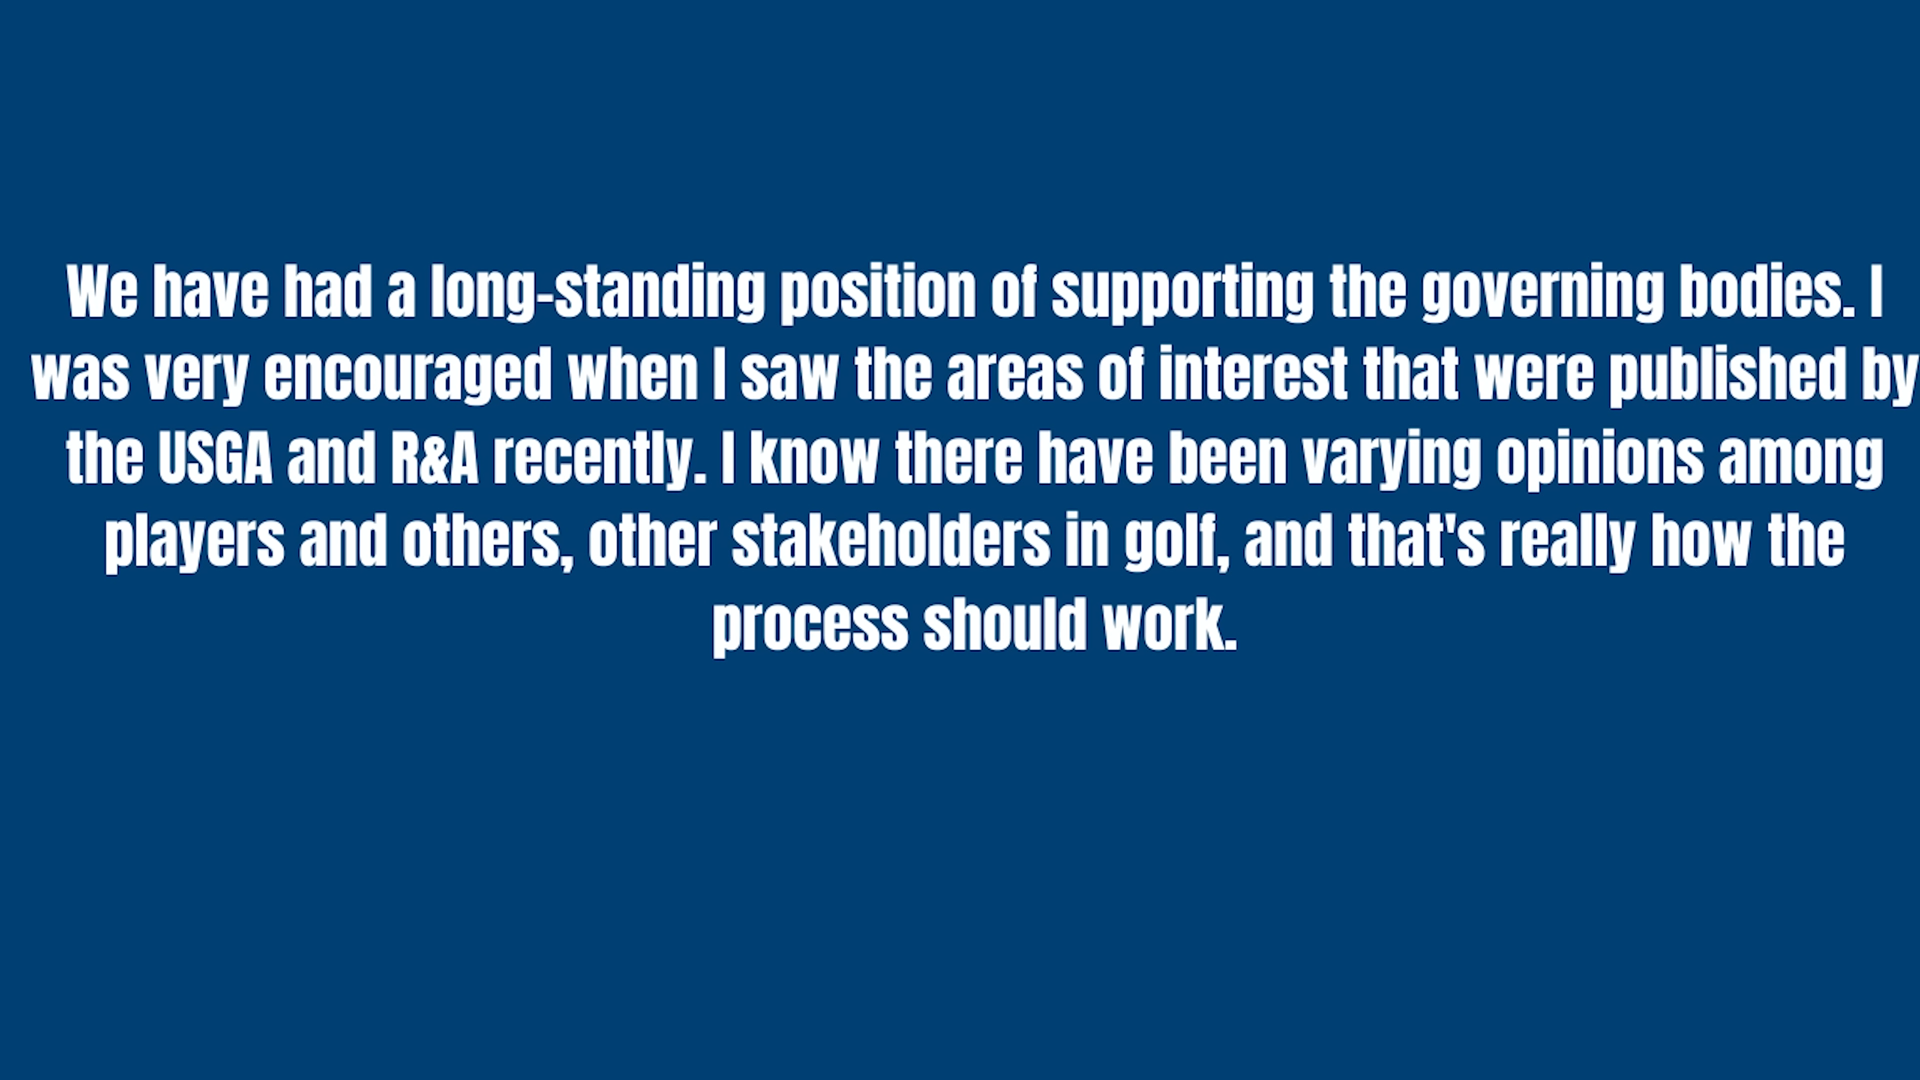 We have had a long-standing position of supporting the governing bodies. I
was very encouraged when I saw the areas of interest that were published by
the USGA and R&A recently. I know there have been varying opinions among
players and others, other stakeholders in golf, and that's really how the
process should work.